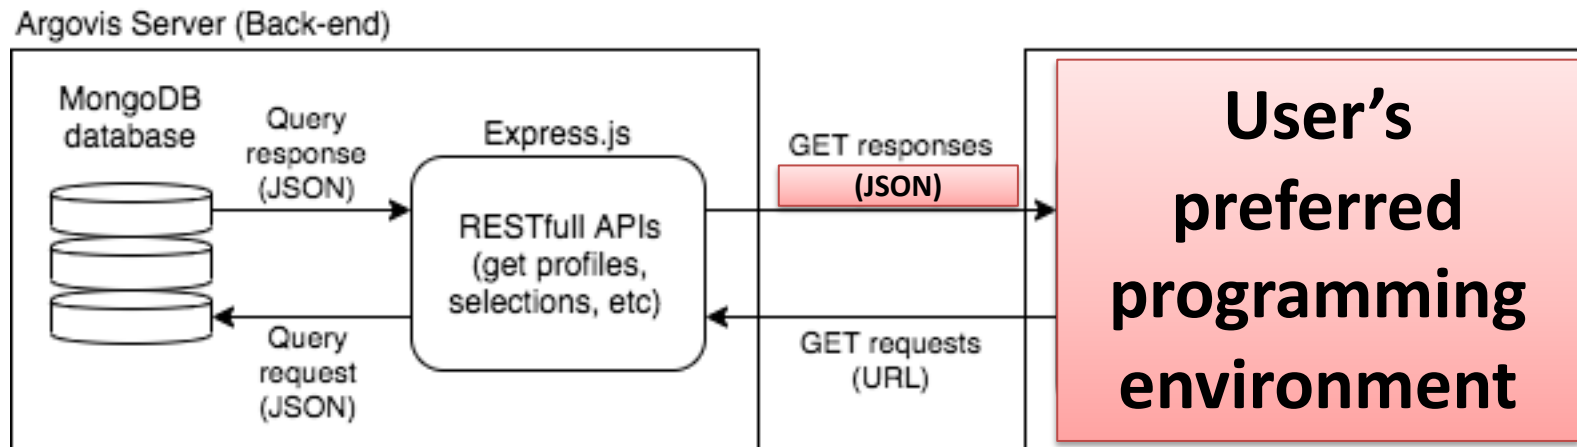 Argovis Server (Back-end)
MongoDB
database
Query
response
(JSON)
Express.js
RESTfull APIs
(get profiles,
selections, etc)
Query
request
(JSON)
GET responses
(JSON)
GET requests
(URL)
User’s
preferred
programming
environment